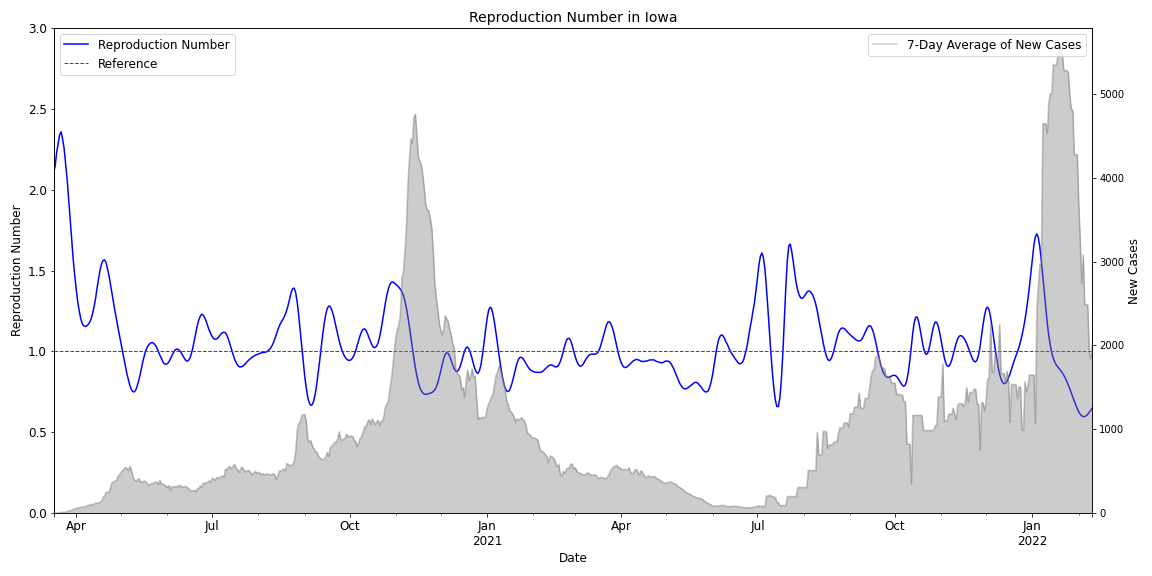 Reproduction Number in Iowa
Reproduction Number
Reference
7-Day Average of New Cases
3.0
2.5
2.0
1.5
1.0
0.5
0.0
Reproduction Number
5000
4000
3000
2000
1000
0
New Cases
Apr
Jul
Oct
Jan
2021
Apr
Jul
Oct
Jan
2022
Date